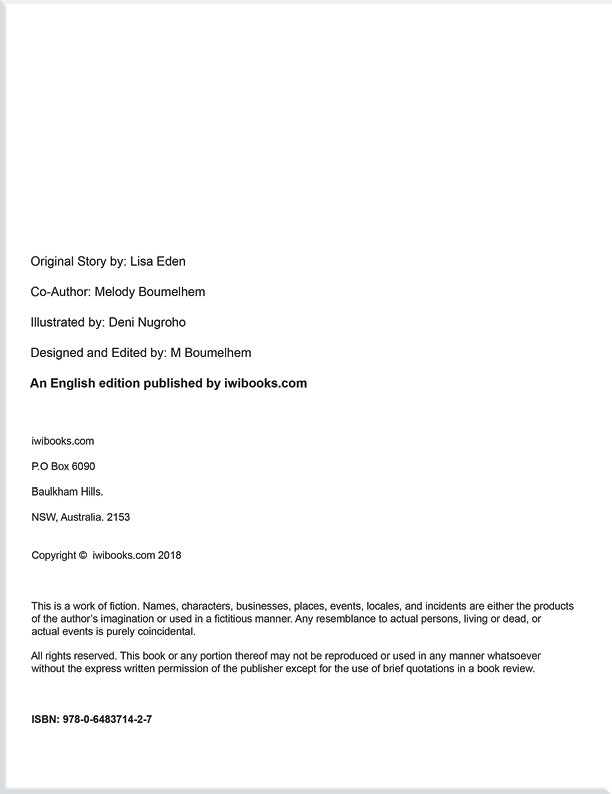 Original Story by: Lisa Eden
Co-Author: Melody Boumelhem
Illustrated by: Deni Nugroho
Designed and Edited by: M Boumelhem
An English edition published by iwibooks.com
iwibooks.com
P.O Box 6090
Baulkham Hills.
NSW, Australia. 2153
Copyright © iwibooks.com 2018
This is a work of fiction. Names, characters, businesses, places, events, locales, and incidents are either the products
of the author's imagination or used in a fictitious manner. Any resemblance to actual persons, living or dead, or
actual events is purely coincidental.
All rights reserved. This book or any portion thereof may not be reproduced or used in any manner whatsoever
without the express written permission of the publisher except for the use of brief quotations in a book review.
ISBN: 978-0-6483714-2-7